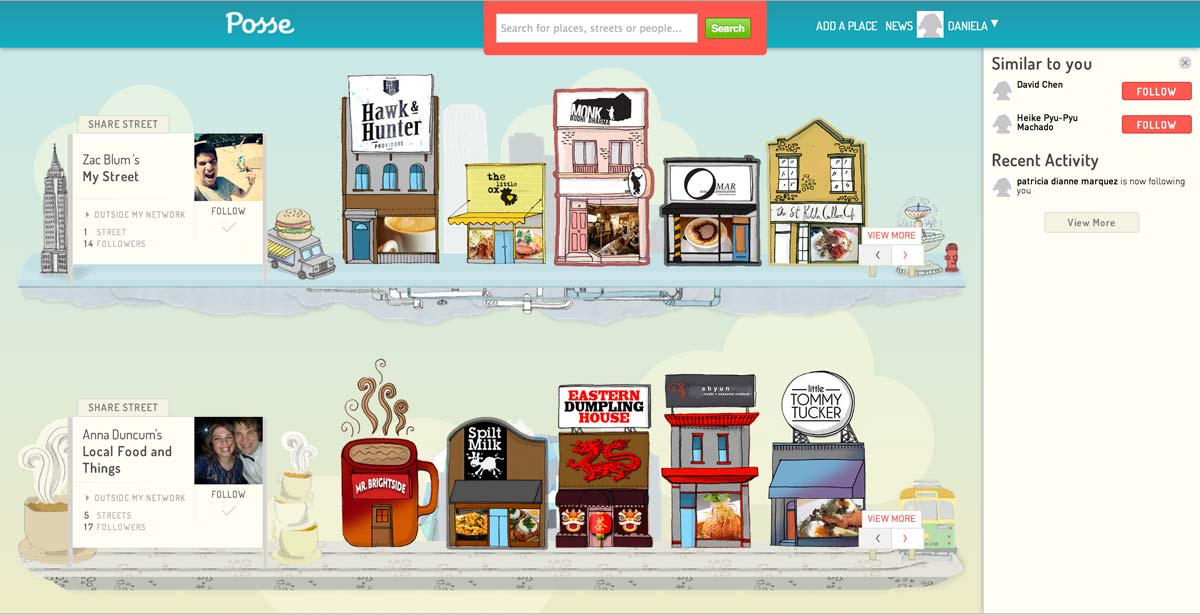 Posse
Search for places, streets or people...
Search
ADD A PLACE
NEWS
DANIELA
SHARE STREET
Zac Blum's
My Street
OUTSIDE MY NETWORK
1 STREET
14 FOLLOWERS
FOLLOW
Hawk &
Hunter
PROVIDORE
the
little
ox
MONK
BODHI DHARMA
OMAR
The St Kilda
VIEW MORE
Similar to you
David Chen
FOLLOW
Heike Pyu-Pyu
Machado
FOLLOW
Recent Activity
patricia dianne marquez is now following
you
View More
SHARE STREET
Anna Duncum's
Local Food and
Things
OUTSIDE MY NETWORK
5 STREETS
17 FOLLOWERS
FOLLOW
MR. BRIGHTSIDE
Spilt
Milk
EASTERN
DUMPLING
HOUSE
茶
shyun
little
TOMMY
TUCKER
VIEW MORE